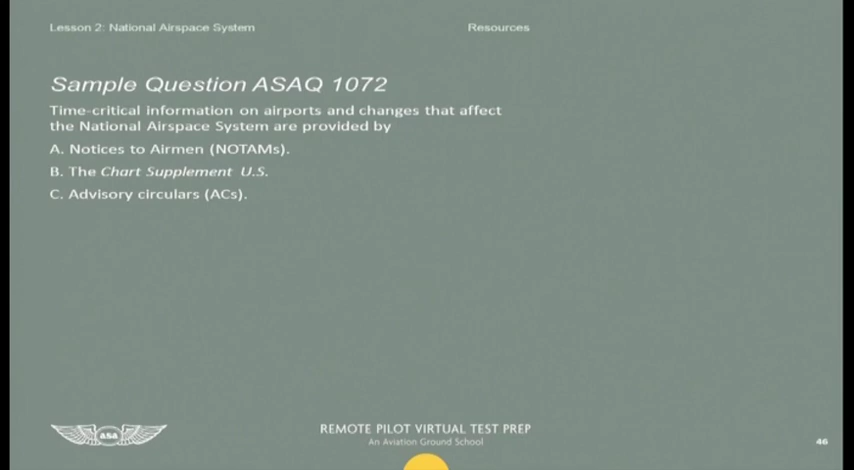 Lesson 2: National Airspace System
Resources
Sample Question ASAQ 1072
Time-critical information on airports and changes that affect
the National Airspace System are provided by
A. Notices to Airmen (NOTAMs).
B. The Chart Supplement U.S.
C. Advisory circulars (ACs).
ASA
REMOTE PILOT VIRTUAL TEST PREP
An Aviation Ground School
46